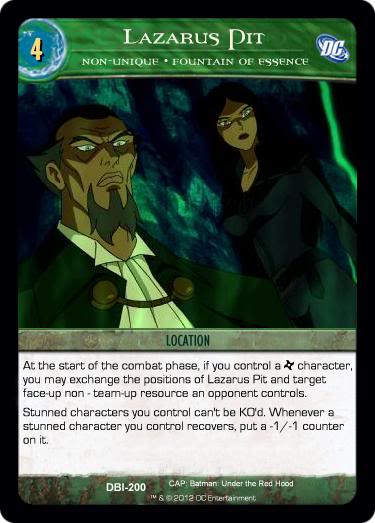 4
LAZARUS PIT
DC
NON-UNIQUE • FOUNTAIN OF ESSENCE
LOCATION
At the start of the combat phase, if you control a character,
you may exchange the positions of Lazarus Pit and target
face-up non - team-up resource an opponent controls.
Stunned characters you control can't be KO'd. Whenever a
stunned character you control recovers, put a -1/-1 counter
on it.
DBI-200 CAP: Batman: Under the Red Hood
™ & © 2012 DC Entertainment